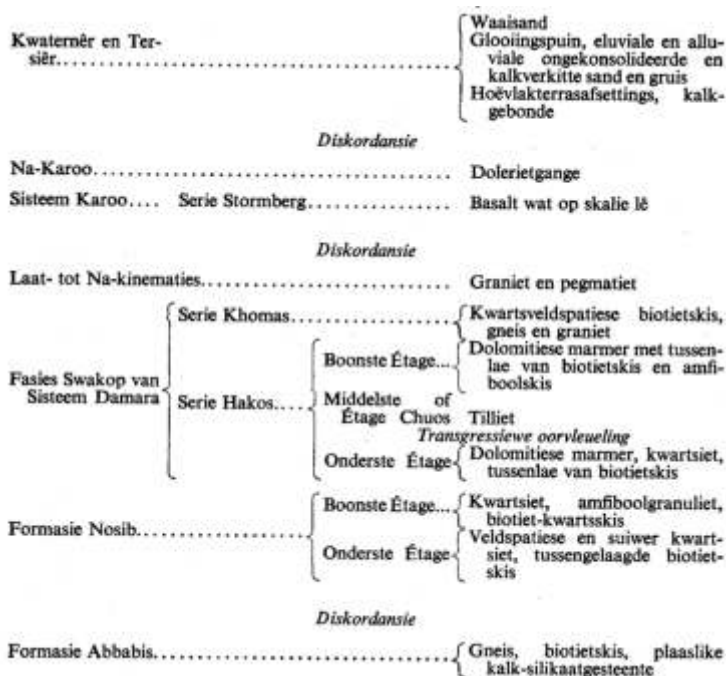 Waaisand
Kwaternêr en Ter-
siêr........................................
Glooiingspuin, eluviale en allu-
viale ongekonsolideerde en
kalkverkitte sand en gruis
Hoëvlakterrasafsettings, kalk-
gebonde
Diskordansie
Na-Karoo........................................ Dolerietgange
Sisteem Karoo.... Serie Stormberg.................. Basalt wat op skalie lê
Diskordansie
Laat- tot Na-kinematies.............................. Graniet en pegmatiet
Serie Khomas.................. Kwartsveldspatiese biotietskis,
gneis en graniet
Fasies Swakop van
Sisteem Damara
Serie Hakos....
Boonste Étage... Dolomitiese marmer met tussen-
lae van biotietskis en amfi-
boolskis
Middelste of
Étage Chuos Tilliet
Transgressiewe oorvleueling
Onderste Étage Dolomitiese marmer, kwartsiet,
tussenlae van biotietskis
Formasie Nosib..................
Boonste Étage... Kwartsiet, amfiboolgranuliet,
biotiet-kwartsskis
Onderste Étage Veldspatiese en suiwer kwart-
siet, tussengelaagde biotiet-
skis
Diskordansie
Formasie Abbabis.............................. Gneis, biotietskis, plaaslike
kalk-silikaatgesteente